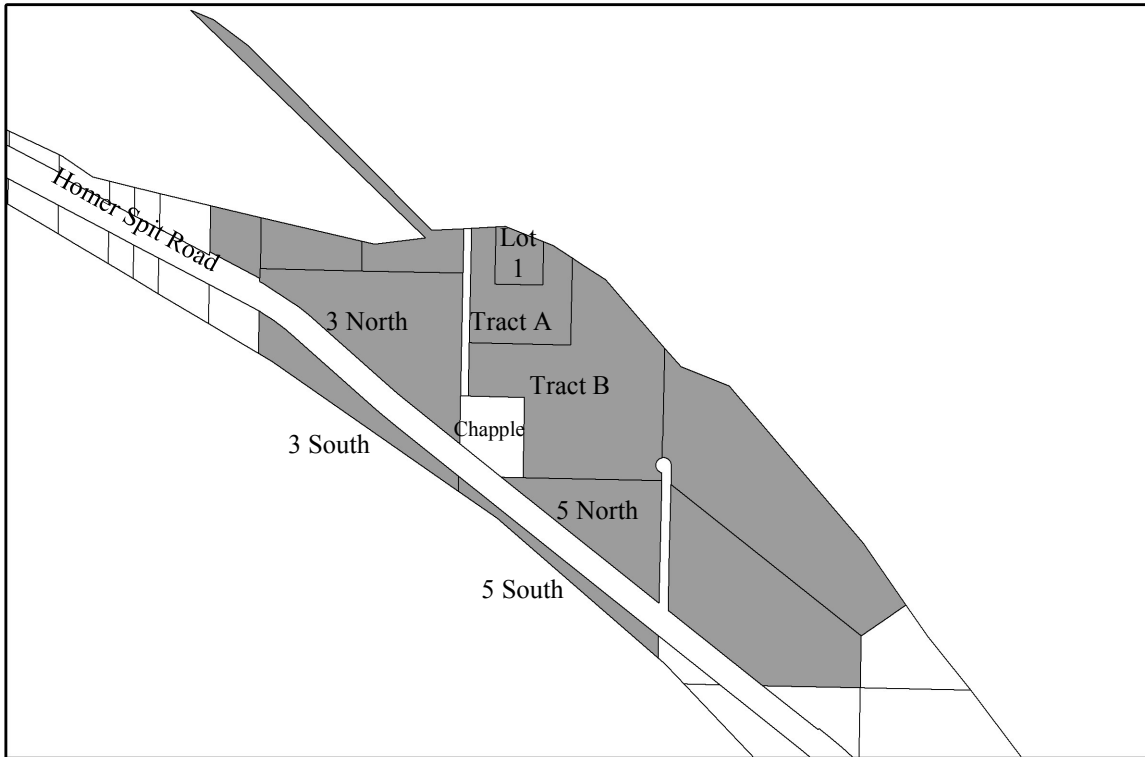 Homer Spit Road
Lot
1
3 North
Tract A
Tract B
Chapple
3 South
5 North
5 South